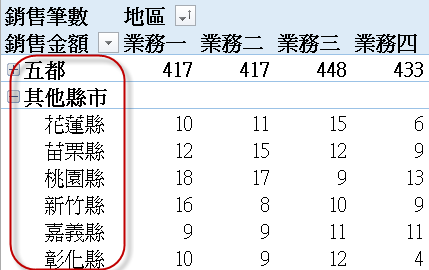 銷售筆數 地區
銷售金額 業務一 業務二 業務三 業務四
五都 417 417 448 433
其他縣市
花蓮縣 10 11 15 6
苗栗縣 12 15 12 9
桃園縣 18 17 9 13
新竹縣 16 8 10 9
嘉義縣 9 9 11 11
彰化縣 10 9 12 4